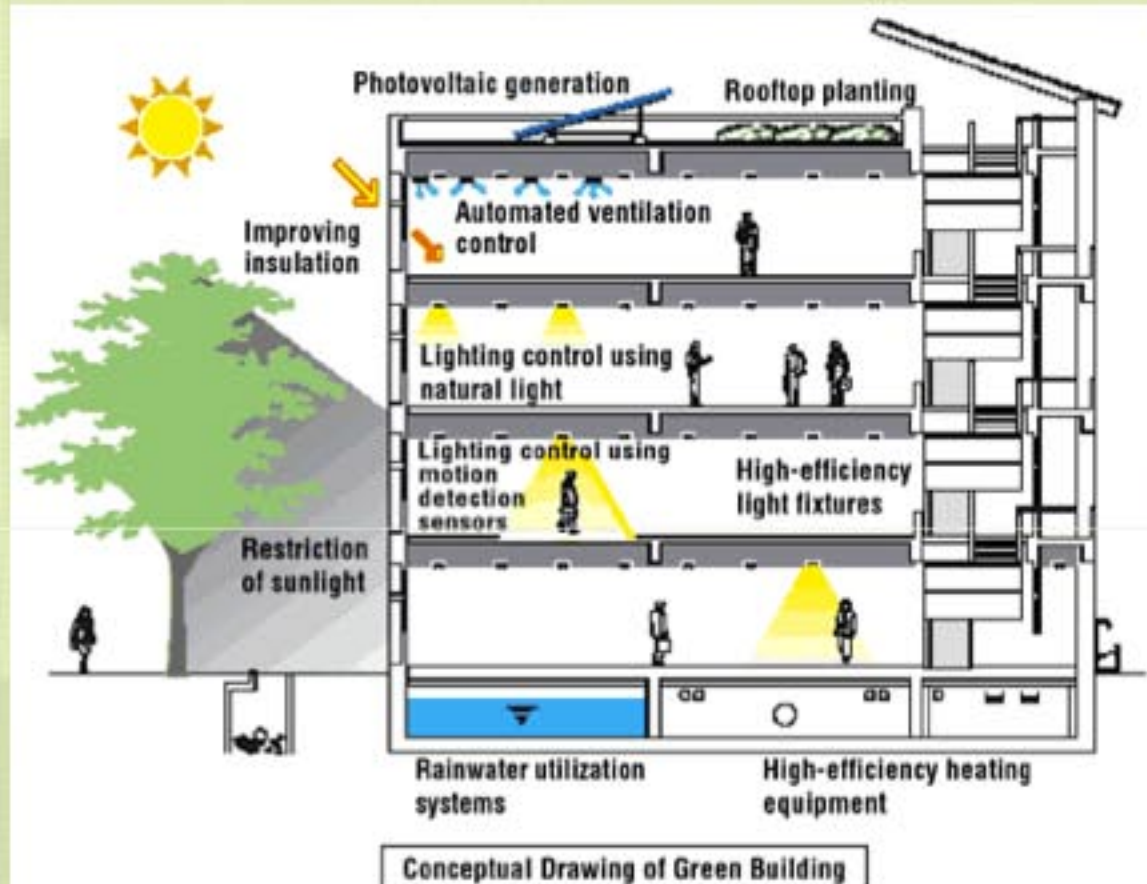 Photovoltaic generation
Rooftop planting
Improving
insulation
Automated ventilation
control
Lighting control using
natural light
Lighting control using
motion
detection
sensors
High-efficiency
light fixtures
Restriction
of sunlight
Rainwater utilization
systems
High-efficiency heating
equipment
Conceptual Drawing of Green Building